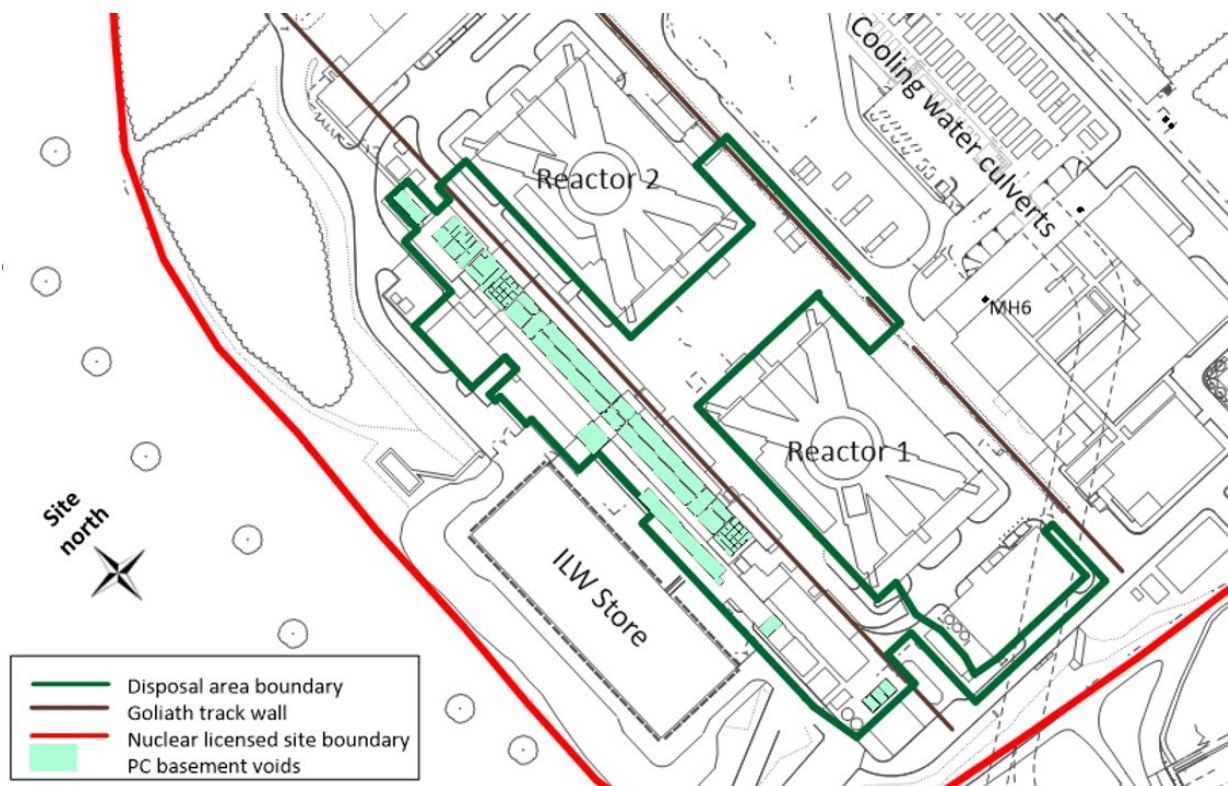 Cooling water culverts
Reactor 2
MH6
Reactor 1
Site
north
ILW Store
Disposal area boundary
Goliath track wall
Nuclear licensed site boundary
PC basement voids